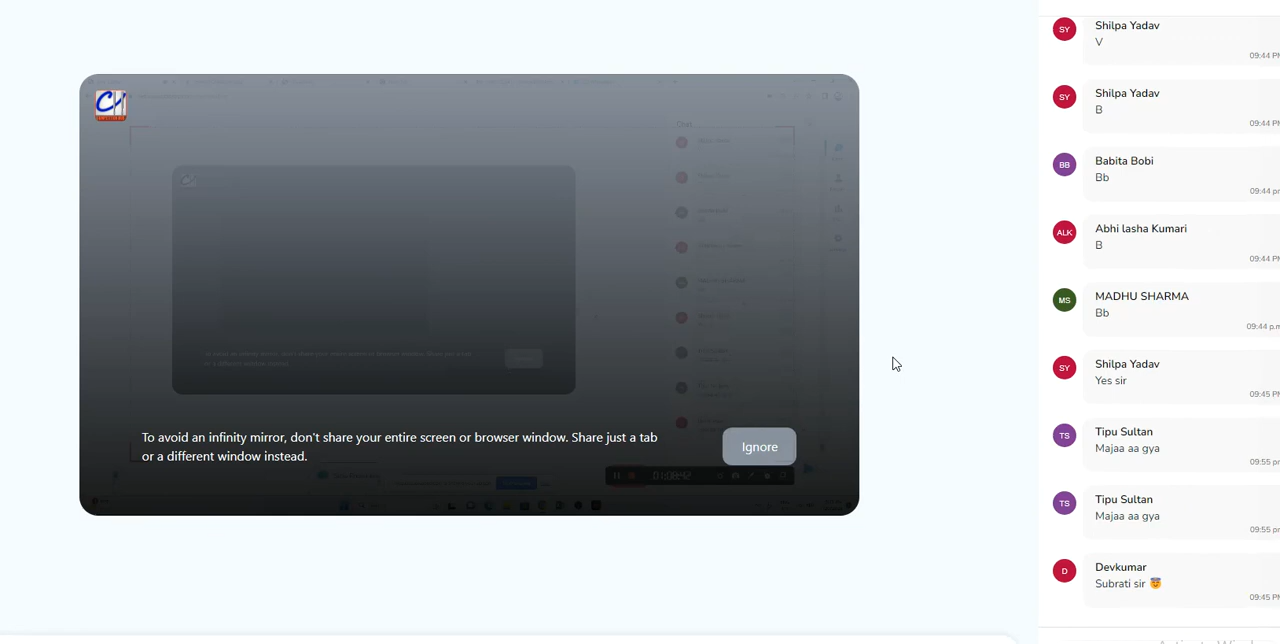 Shilpa Yadav
V
09:44 PM
Shilpa Yadav
B
09:44 PM
Babita Bobi
Bb
09:44 pm
Abhi lasha Kumari
B
09:44 PM
MADHU SHARMA
Bb
09:44 p.m
Shilpa Yadav
Yes sir
09:45 PM
Tipu Sultan
Majaa aa gya
09:55 pm
Tipu Sultan
Majaa aa gya
09:55 pm
Devkumar
Subrati sir 😇
09:45 PM
SY
SY
BB
ALK
MS
SY
TS
TS
D
Chat
To avoid an infinity mirror, don't share your entire screen or browser window. Share just a tab
or a different window instead.
Ignore
01:08:42